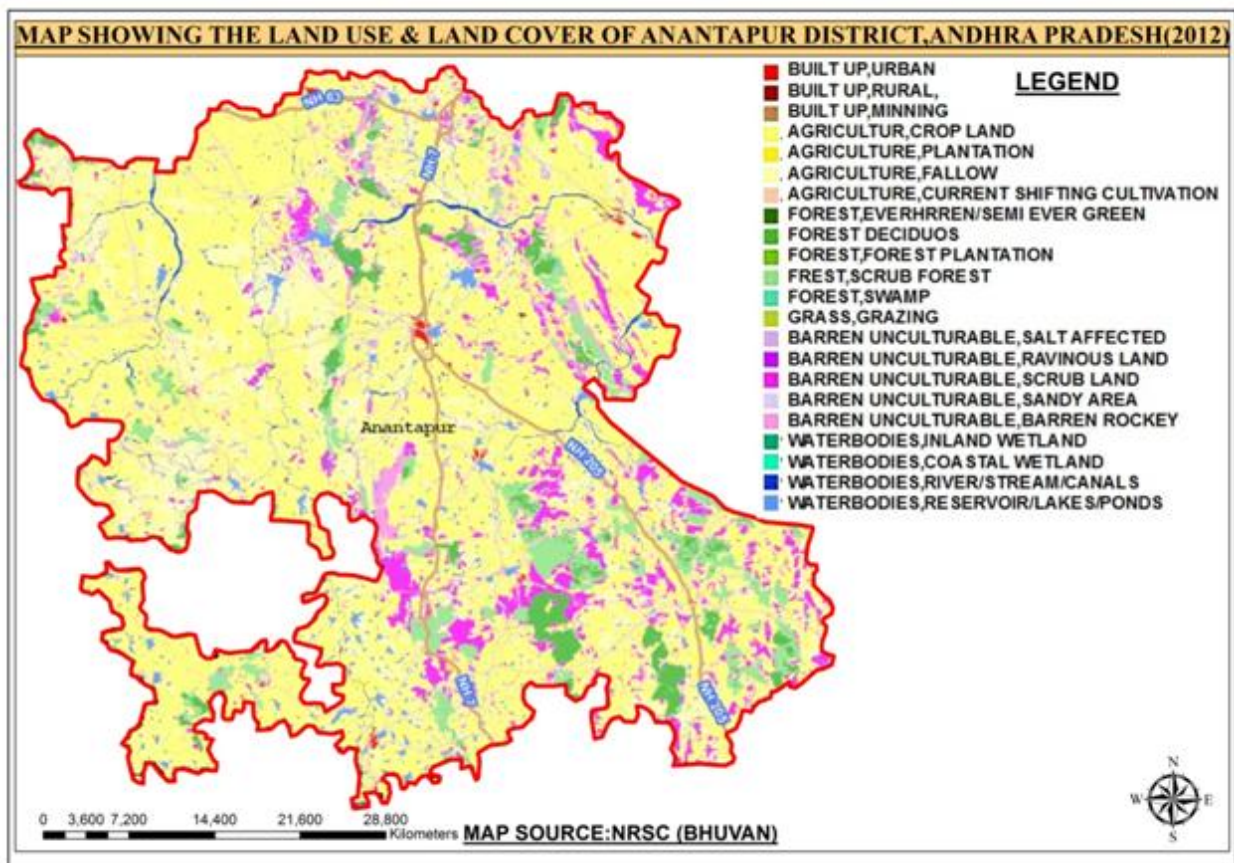 MAP SHOWING THE LAND USE & LAND COVER OF ANANTAPUR DISTRICT,ANDHRA PRADESH(2012)
LEGEND
BUILT UP,URBAN
BUILT UP,RURAL,
BUILT UP,MINNING
AGRICULTUR,CROP LAND
AGRICULTURE,PLANTATION
AGRICULTURE,FALLOW
AGRICULTURE,CURRENT SHIFTING CULTIVATION
FOREST,EVERHRREN/SEMI EVER GREEN
FOREST DECIDUOS
FOREST,FOREST PLANTATION
FREST,SCRUB FOREST
FOREST,SWAMP
GRASS,GRAZING
BARREN UNCULTURABLE,SALT AFFECTED
BARREN UNCULTURABLE,RAVINOUS LAND
BARREN UNCULTURABLE,SCRUB LAND
BARREN UNCULTURABLE,SANDY AREA
BARREN UNCULTURABLE,BARREN ROCKEY
WATERBODIES,INLAND WETLAND
WATERBODIES,COASTAL WETLAND
WATERBODIES,RIVER/STREAM/CANALS
WATERBODIES,RESERVOIR/LAKES/PONDS
NH 63
NH 7
Anantapur
NH 205
NH 7
NH 205
N
W E
S
0 3,600 7,200 14,400 21,600 28,800
Kilometers
MAP SOURCE:NRSC (BHUVAN)